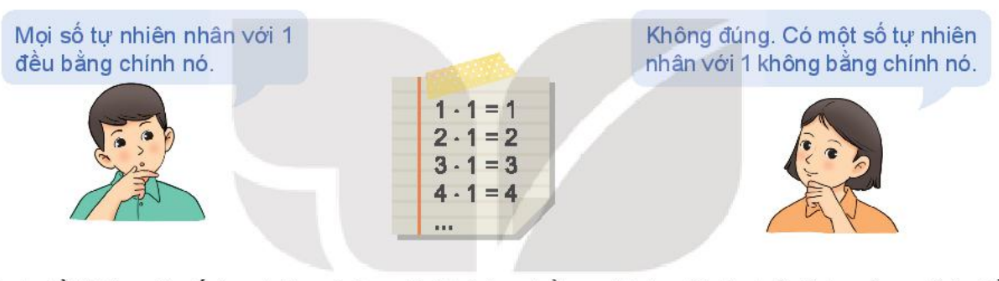 Mọi số tự nhiên nhân với 1
đều bằng chính nó.
Không đúng. Có một số tự nhiên
nhân với 1 không bằng chính nó.
1 · 1 = 1
2 · 1 = 2
3 · 1 = 3
4 · 1 = 4
...